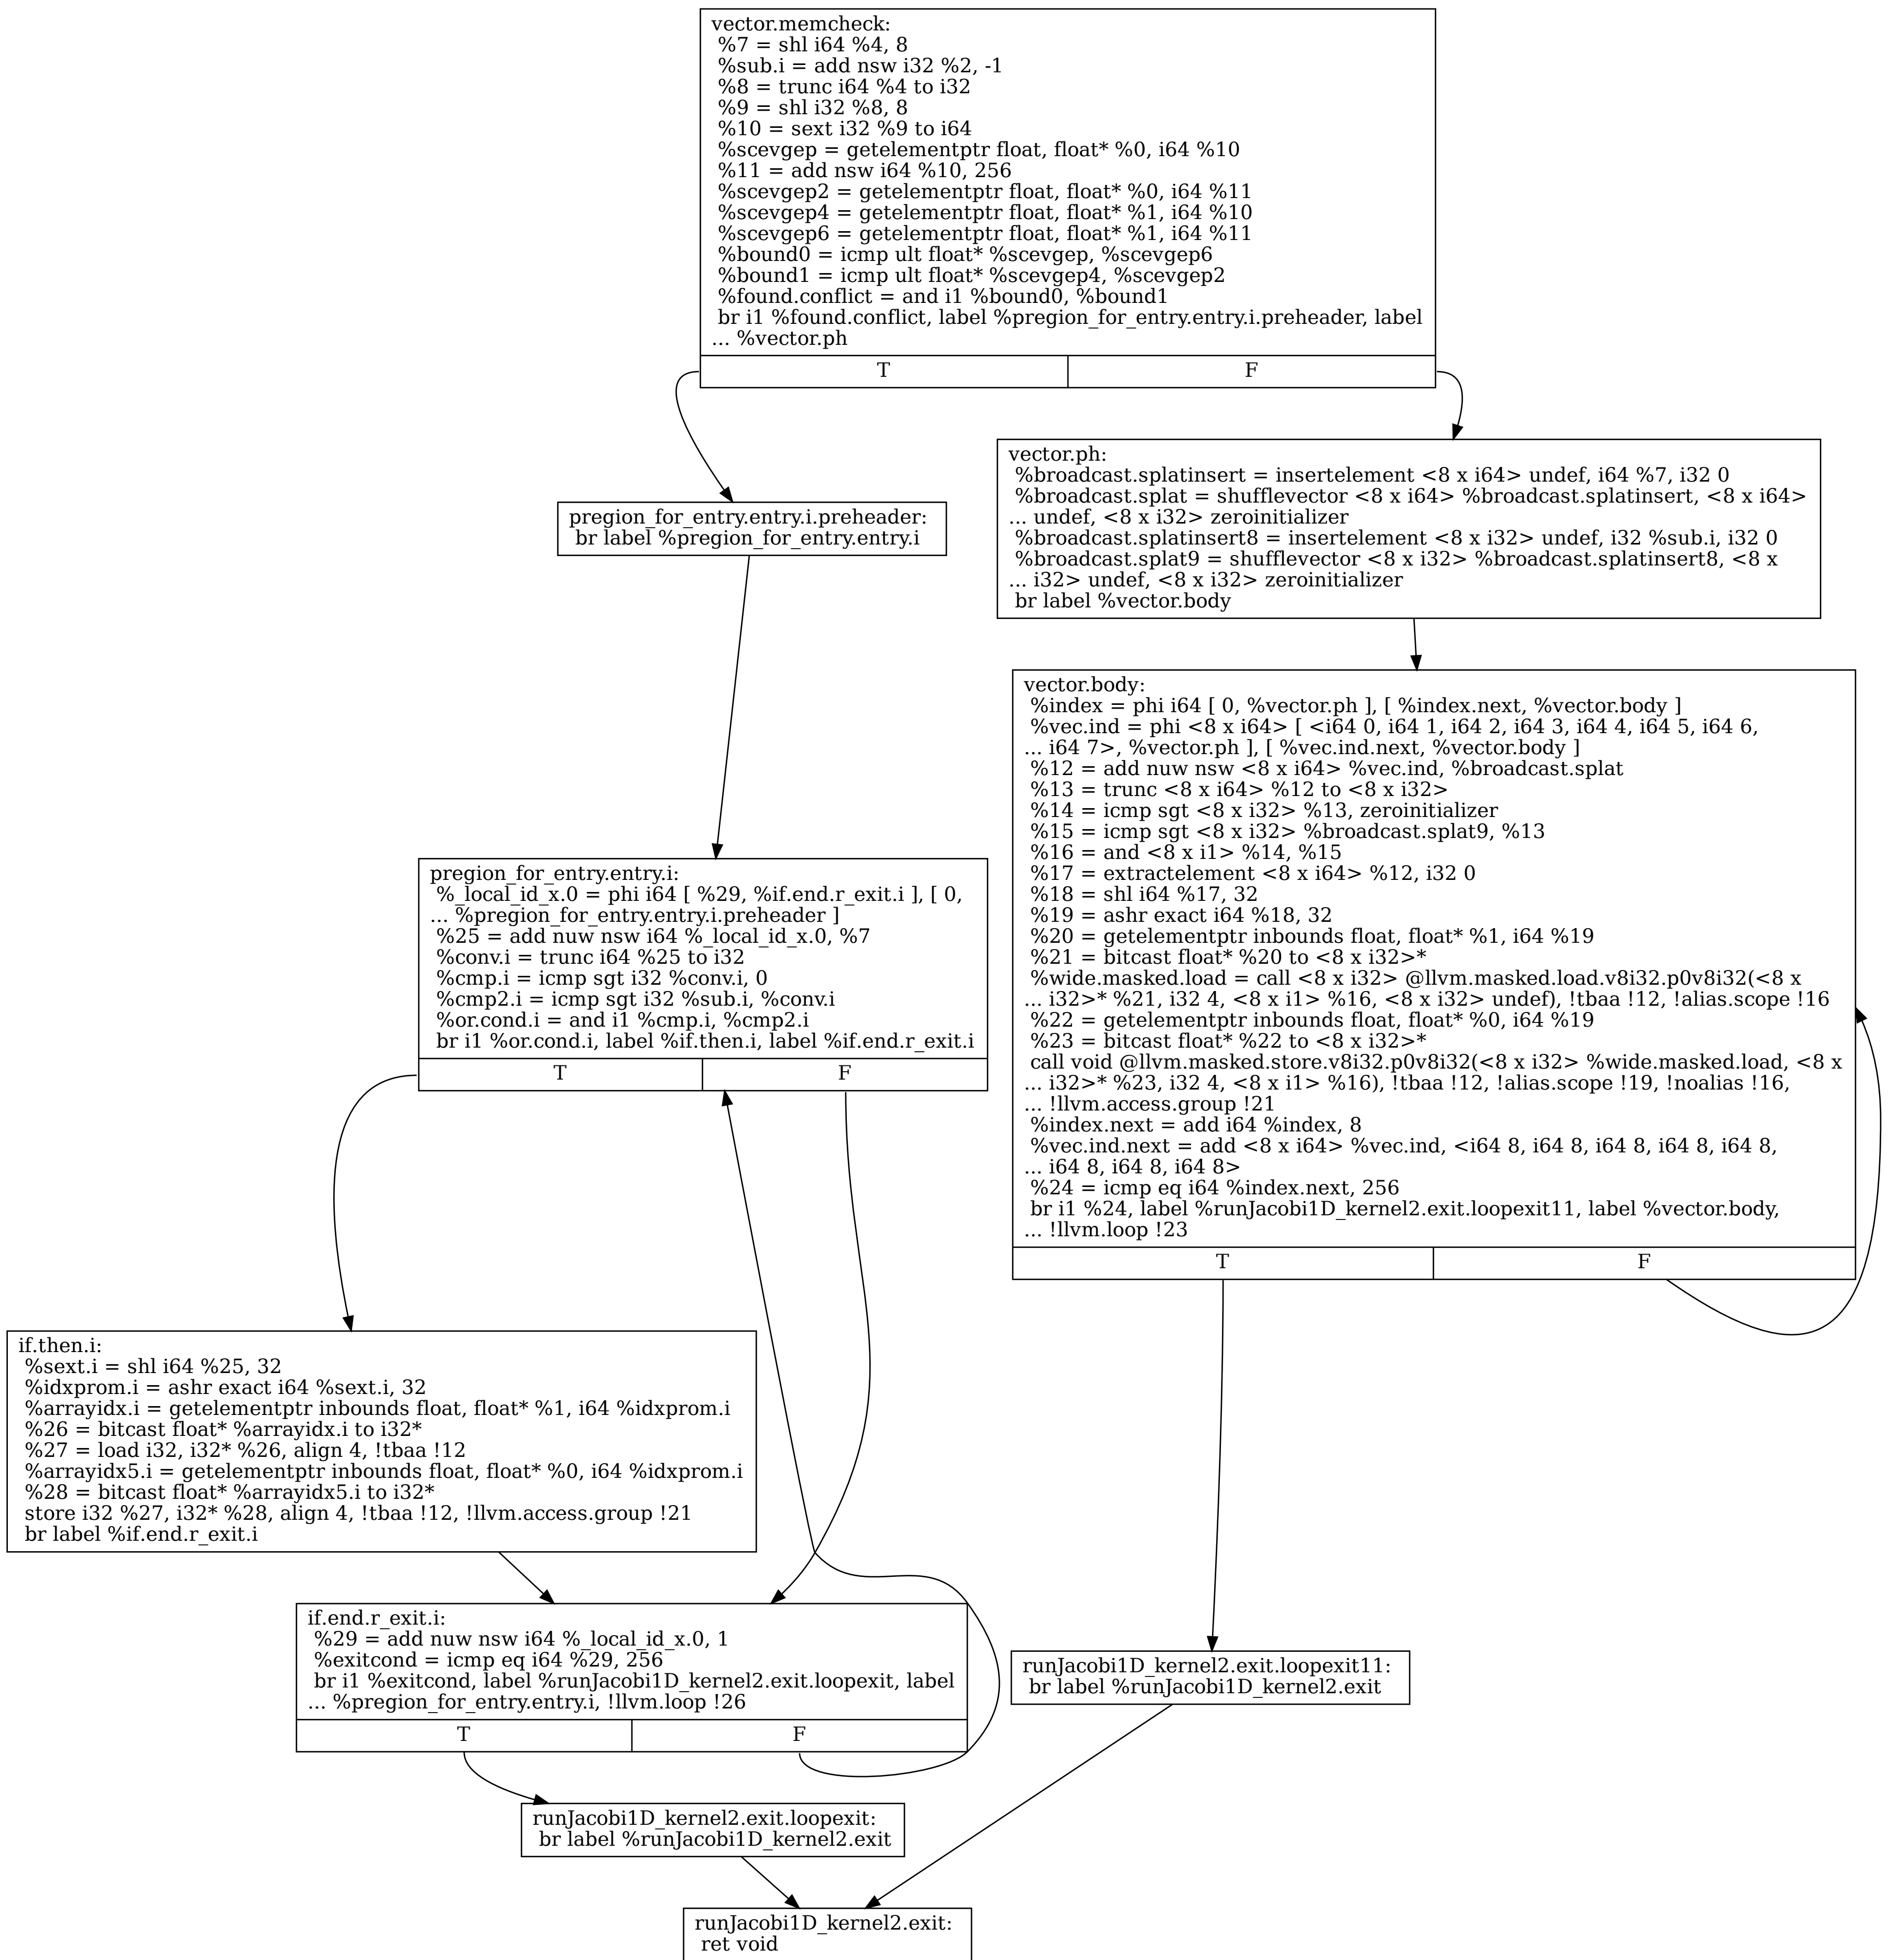 vector.memcheck:
%7 = shl i64 %4, 8
%sub.i = add nsw i32 %2, -1
%8 = trunc i64 %4 to i32
%9 = shl i32 %8, 8
%10 = sext i32 %9 to i64
%scevgep = getelementptr float, float* %0, i64 %10
%11 = add nsw i64 %10, 256
%scevgep2 = getelementptr float, float* %0, i64 %11
%scevgep4 = getelementptr float, float* %1, i64 %10
%scevgep6 = getelementptr float, float* %1, i64 %11
%bound0 = icmp ult float* %scevgep, %scevgep6
%bound1 = icmp ult float* %scevgep4, %scevgep2
%found.conflict = and i1 %bound0, %bound1
br i1 %found.conflict, label %pregion_for_entry.entry.i.preheader, label
... %vector.ph
T
F
vector.ph:
%broadcast.splatinsert = insertelement <8 x i64> undef, i64 %7, i32 0
%broadcast.splat = shufflevector <8 x i64> %broadcast.splatinsert, <8 x i64>
... undef, <8 x i32> zeroinitializer
%broadcast.splatinsert8 = insertelement <8 x i32> undef, i32 %sub.i, i32 0
%broadcast.splat9 = shufflevector <8 x i32> %broadcast.splatinsert8, <8 x
... i32> undef, <8 x i32> zeroinitializer
br label %vector.body
pregion_for_entry.entry.i.preheader:
br label %pregion_for_entry.entry.i
vector.body:
%index = phi i64 [ 0, %vector.ph ], [ %index.next, %vector.body ]
%vec.ind = phi <8 x i64> [ <i64 0, i64 1, i64 2, i64 3, i64 4, i64 5, i64 6,
... i64 7>, %vector.ph ], [ %vec.ind.next, %vector.body ]
%12 = add nuw nsw <8 x i64> %vec.ind, %broadcast.splat
%13 = trunc <8 x i64> %12 to <8 x i32>
%14 = icmp sgt <8 x i32> %13, zeroinitializer
%15 = icmp sgt <8 x i32> %broadcast.splat9, %13
%16 = and <8 x i1> %14, %15
%17 = extractelement <8 x i64> %12, i32 0
%18 = shl i64 %17, 32
%19 = ashr exact i64 %18, 32
%20 = getelementptr inbounds float, float* %1, i64 %19
%21 = bitcast float* %20 to <8 x i32>*
%wide.masked.load = call <8 x i32> @llvm.masked.load.v8i32.p0v8i32(<8 x
... i32>* %21, i32 4, <8 x i1> %16, <8 x i32> undef), !tbaa !12, !alias.scope !16
%22 = getelementptr inbounds float, float* %0, i64 %19
%23 = bitcast float* %22 to <8 x i32>*
call void @llvm.masked.store.v8i32.p0v8i32(<8 x i32> %wide.masked.load, <8 x
... i32>* %23, i32 4, <8 x i1> %16), !tbaa !12, !alias.scope !19, !noalias !16,
... !llvm.access.group !21
%index.next = add i64 %index, 8
%vec.ind.next = add <8 x i64> %vec.ind, <i64 8, i64 8, i64 8, i64 8, i64 8,
... i64 8, i64 8, i64 8>
%24 = icmp eq i64 %index.next, 256
br i1 %24, label %runJacobi1D_kernel2.exit.loopexit11, label %vector.body,
... !llvm.loop !23
T
F
pregion_for_entry.entry.i:
%_local_id_x.0 = phi i64 [ %29, %if.end.r_exit.i ], [ 0,
... %pregion_for_entry.entry.i.preheader ]
%25 = add nuw nsw i64 %_local_id_x.0, %7
%conv.i = trunc i64 %25 to i32
%cmp.i = icmp sgt i32 %conv.i, 0
%cmp2.i = icmp sgt i32 %sub.i, %conv.i
%or.cond.i = and i1 %cmp.i, %cmp2.i
br i1 %or.cond.i, label %if.then.i, label %if.end.r_exit.i
T
F
if.then.i:
%sext.i = shl i64 %25, 32
%idxprom.i = ashr exact i64 %sext.i, 32
%arrayidx.i = getelementptr inbounds float, float* %1, i64 %idxprom.i
%26 = bitcast float* %arrayidx.i to i32*
%27 = load i32, i32* %26, align 4, !tbaa !12
%arrayidx5.i = getelementptr inbounds float, float* %0, i64 %idxprom.i
%28 = bitcast float* %arrayidx5.i to i32*
store i32 %27, i32* %28, align 4, !tbaa !12, !llvm.access.group !21
br label %if.end.r_exit.i
if.end.r_exit.i:
%29 = add nuw nsw i64 %_local_id_x.0, 1
%exitcond = icmp eq i64 %29, 256
br i1 %exitcond, label %runJacobi1D_kernel2.exit.loopexit, label
... %pregion_for_entry.entry.i, !llvm.loop !26
T
F
runJacobi1D_kernel2.exit.loopexit11:
br label %runJacobi1D_kernel2.exit
runJacobi1D_kernel2.exit.loopexit:
br label %runJacobi1D_kernel2.exit
runJacobi1D_kernel2.exit:
ret void